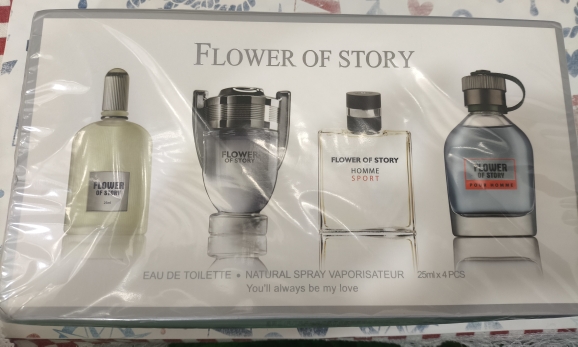 FLOWER OF STORY
FLOWER
OF STORY
FLOWER
OF STORY
FLOWER OF STORY
HOMME
SPORT
FLOWER
OF STORY
POUR HOMME
EAU DE TOILETTE • NATURAL SPRAY VAPORISATEUR 25ml x 4 PCS
You'll always be my love